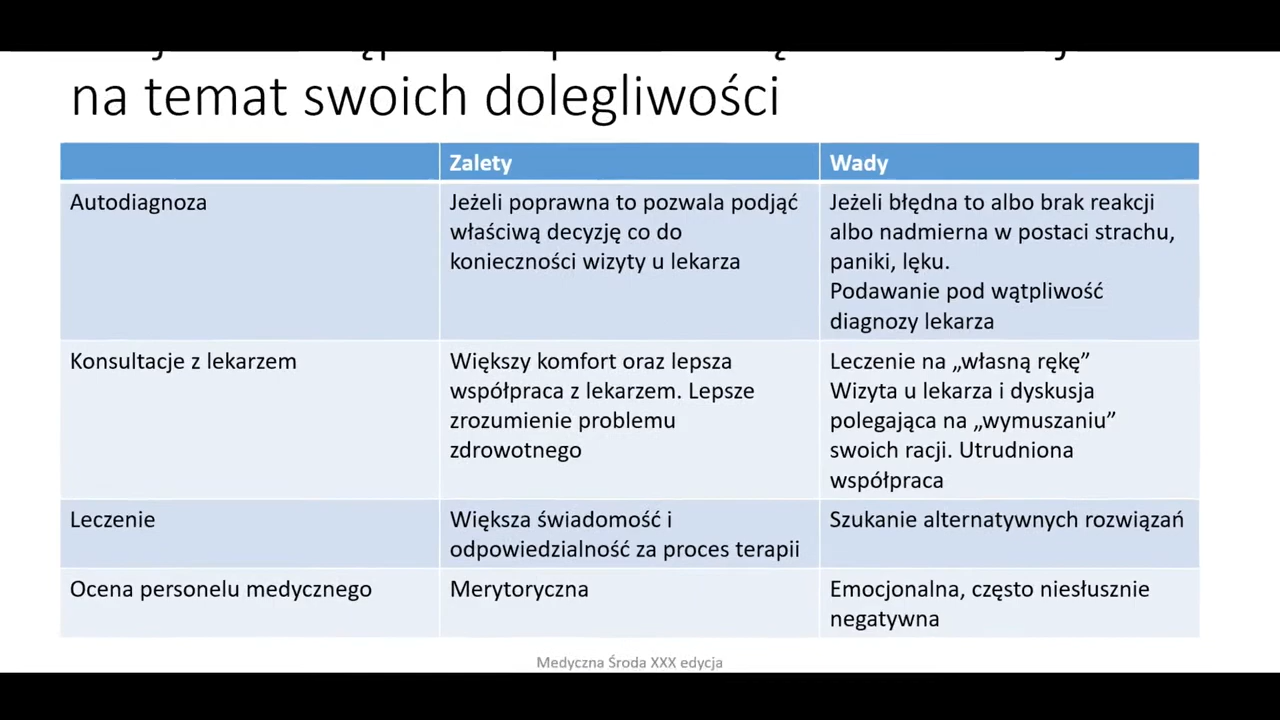 na temat swoich dolegliwości
Zalety
Wady
Autodiagnoza
Jeżeli poprawna to pozwala podjąć
właściwą decyzję co do
konieczności wizyty u lekarza
Jeżeli błędna to albo brak reakcji
albo nadmierna w postaci strachu,
paniki, lęku.
Podawanie pod wątpliwość
diagnozy lekarza
Konsultacje z lekarzem
Większy komfort oraz lepsza
współpraca z lekarzem. Lepsze
zrozumienie problemu
zdrowotnego
Leczenie na „własną rękę”
Wizyta u lekarza i dyskusja
polegająca na „wymuszaniu”
swoich racji. Utrudniona
współpraca
Leczenie
Większa świadomość i
odpowiedzialność za proces terapii
Szukanie alternatywnych rozwiązań
Ocena personelu medycznego
Merytoryczna
Emocjonalna, często niesłusznie
negatywna
Medyczna Środa XXX edycja